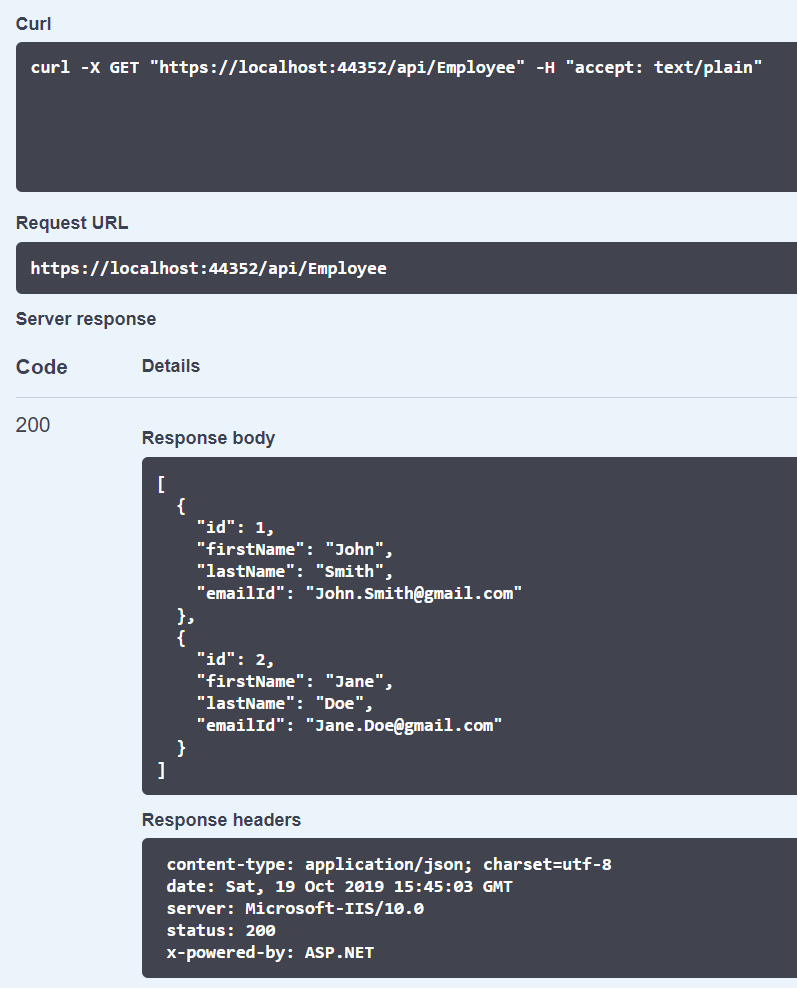 Curl
curl -X GET "https://localhost:44352/api/Employee" -H "accept: text/plain"
Request URL
https://localhost:44352/api/Employee
Server response
Code Details
200
Response body
[
  {
    "id": 1,
    "firstName": "John",
    "lastName": "Smith",
    "emailId": "John.Smith@gmail.com"
  },
  {
    "id": 2,
    "firstName": "Jane",
    "lastName": "Doe",
    "emailId": "Jane.Doe@gmail.com"
  }
]
Response headers
content-type: application/json; charset=utf-8
date: Sat, 19 Oct 2019 15:45:03 GMT
server: Microsoft-IIS/10.0
status: 200
x-powered-by: ASP.NET